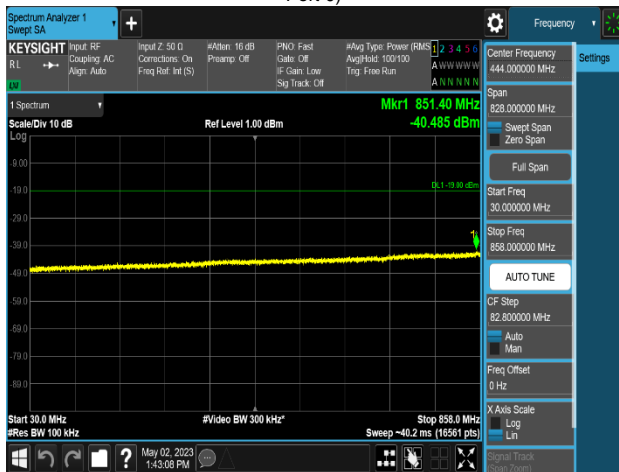 Spectrum Analyzer 1
Swept SA
+
Frequency
KEYSIGHT
RL
LXI
Input: RF
Coupling: AC
Align: Auto
Input Z: 50 Ω
Corrections: On
Freq Ref: Int (S)
#Atten: 16 dB
Preamp: Off
PNO: Fast
Gate: Off
IF Gain: Low
Sig Track: Off
#Avg Type: Power (RMS
Avg|Hold: 100/100
Trig: Free Run
1 2 3 4 5 6
A W W W W W
A N N N N N
1 Spectrum
Scale/Div 10 dB
Log
Ref Level 1.00 dBm
Mkr1 851.40 MHz
-40.485 dBm
-9.00
-19.0
-29.0
-39.0
-49.0
-59.0
-69.0
-79.0
-89.0
DL1 -19.00 dBm
1
Start 30.0 MHz
#Res BW 100 kHz
#Video BW 300 kHz*
Stop 858.0 MHz
Sweep ~40.2 ms (16561 pts)
Center Frequency
444.000000 MHz
Settings
Span
828.000000 MHz
Swept Span
Zero Span
Full Span
Start Freq
30.000000 MHz
Stop Freq
858.000000 MHz
AUTO TUNE
CF Step
82.800000 MHz
Auto
Man
Freq Offset
0 Hz
X Axis Scale
Log
Lin
Signal Track
(Span Zoom)
?
May 02, 2023
1:43:08 PM